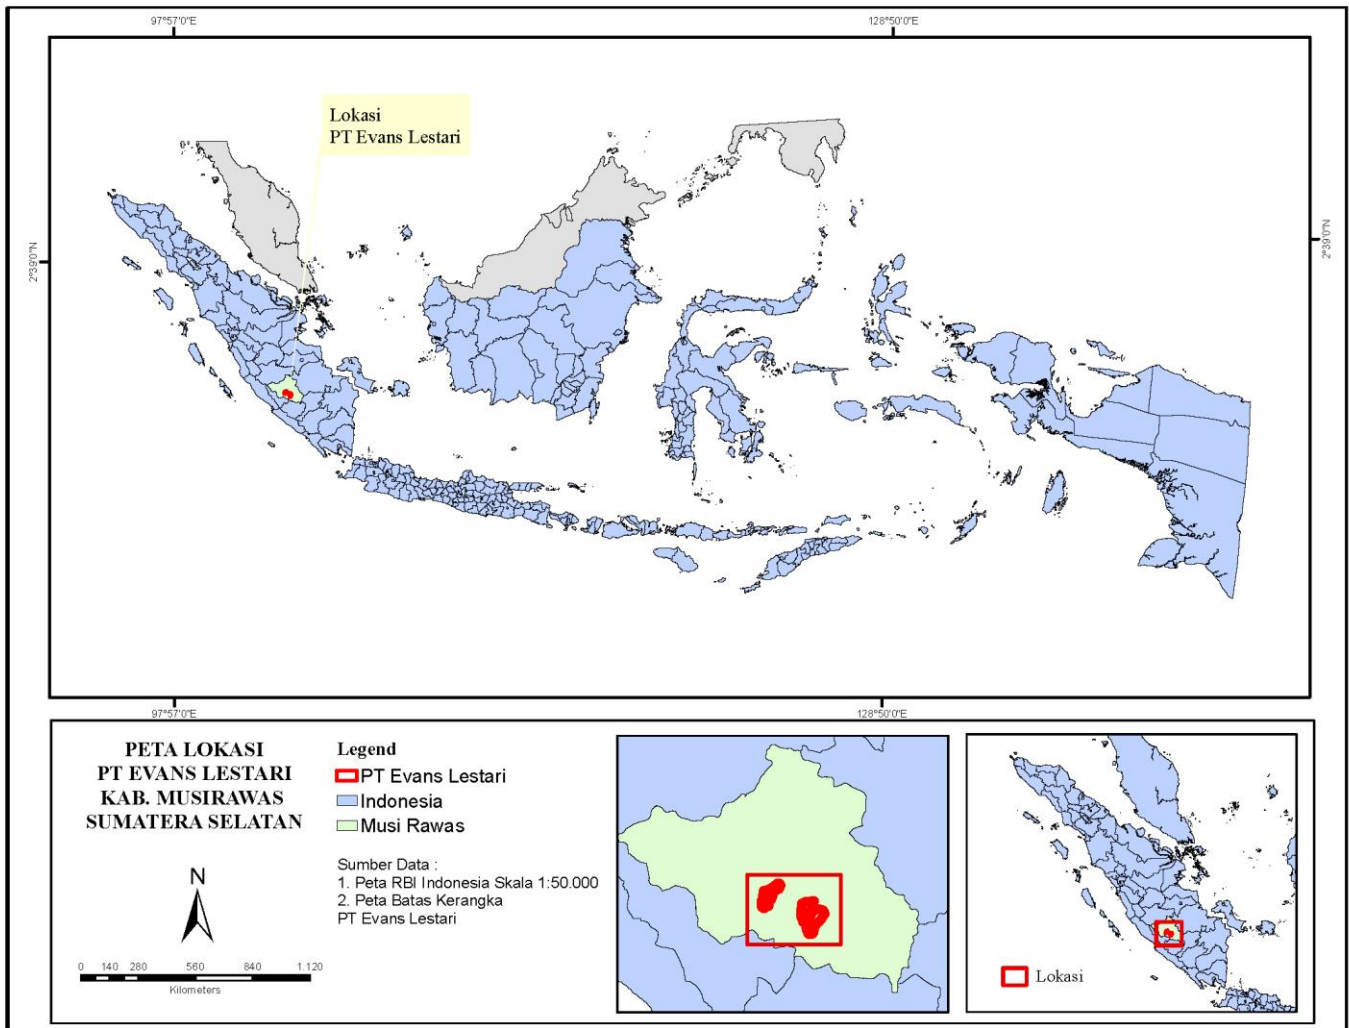 97°57'0"E
128°50'0"E
Lokasi
PT Evans Lestari
2°39'0"N
2°39'0"N
97°57'0"E
128°50'0"E
PETA LOKASI
PT EVANS LESTARI
KAB. MUSIRAWAS
SUMATERA SELATAN
N
0 140 280 560 840 1.120
Kilometers
Legend
PT Evans Lestari
Indonesia
Musi Rawas
Sumber Data :
1. Peta RBI Indonesia Skala 1:50.000
2. Peta Batas Kerangka
PT Evans Lestari
Lokasi